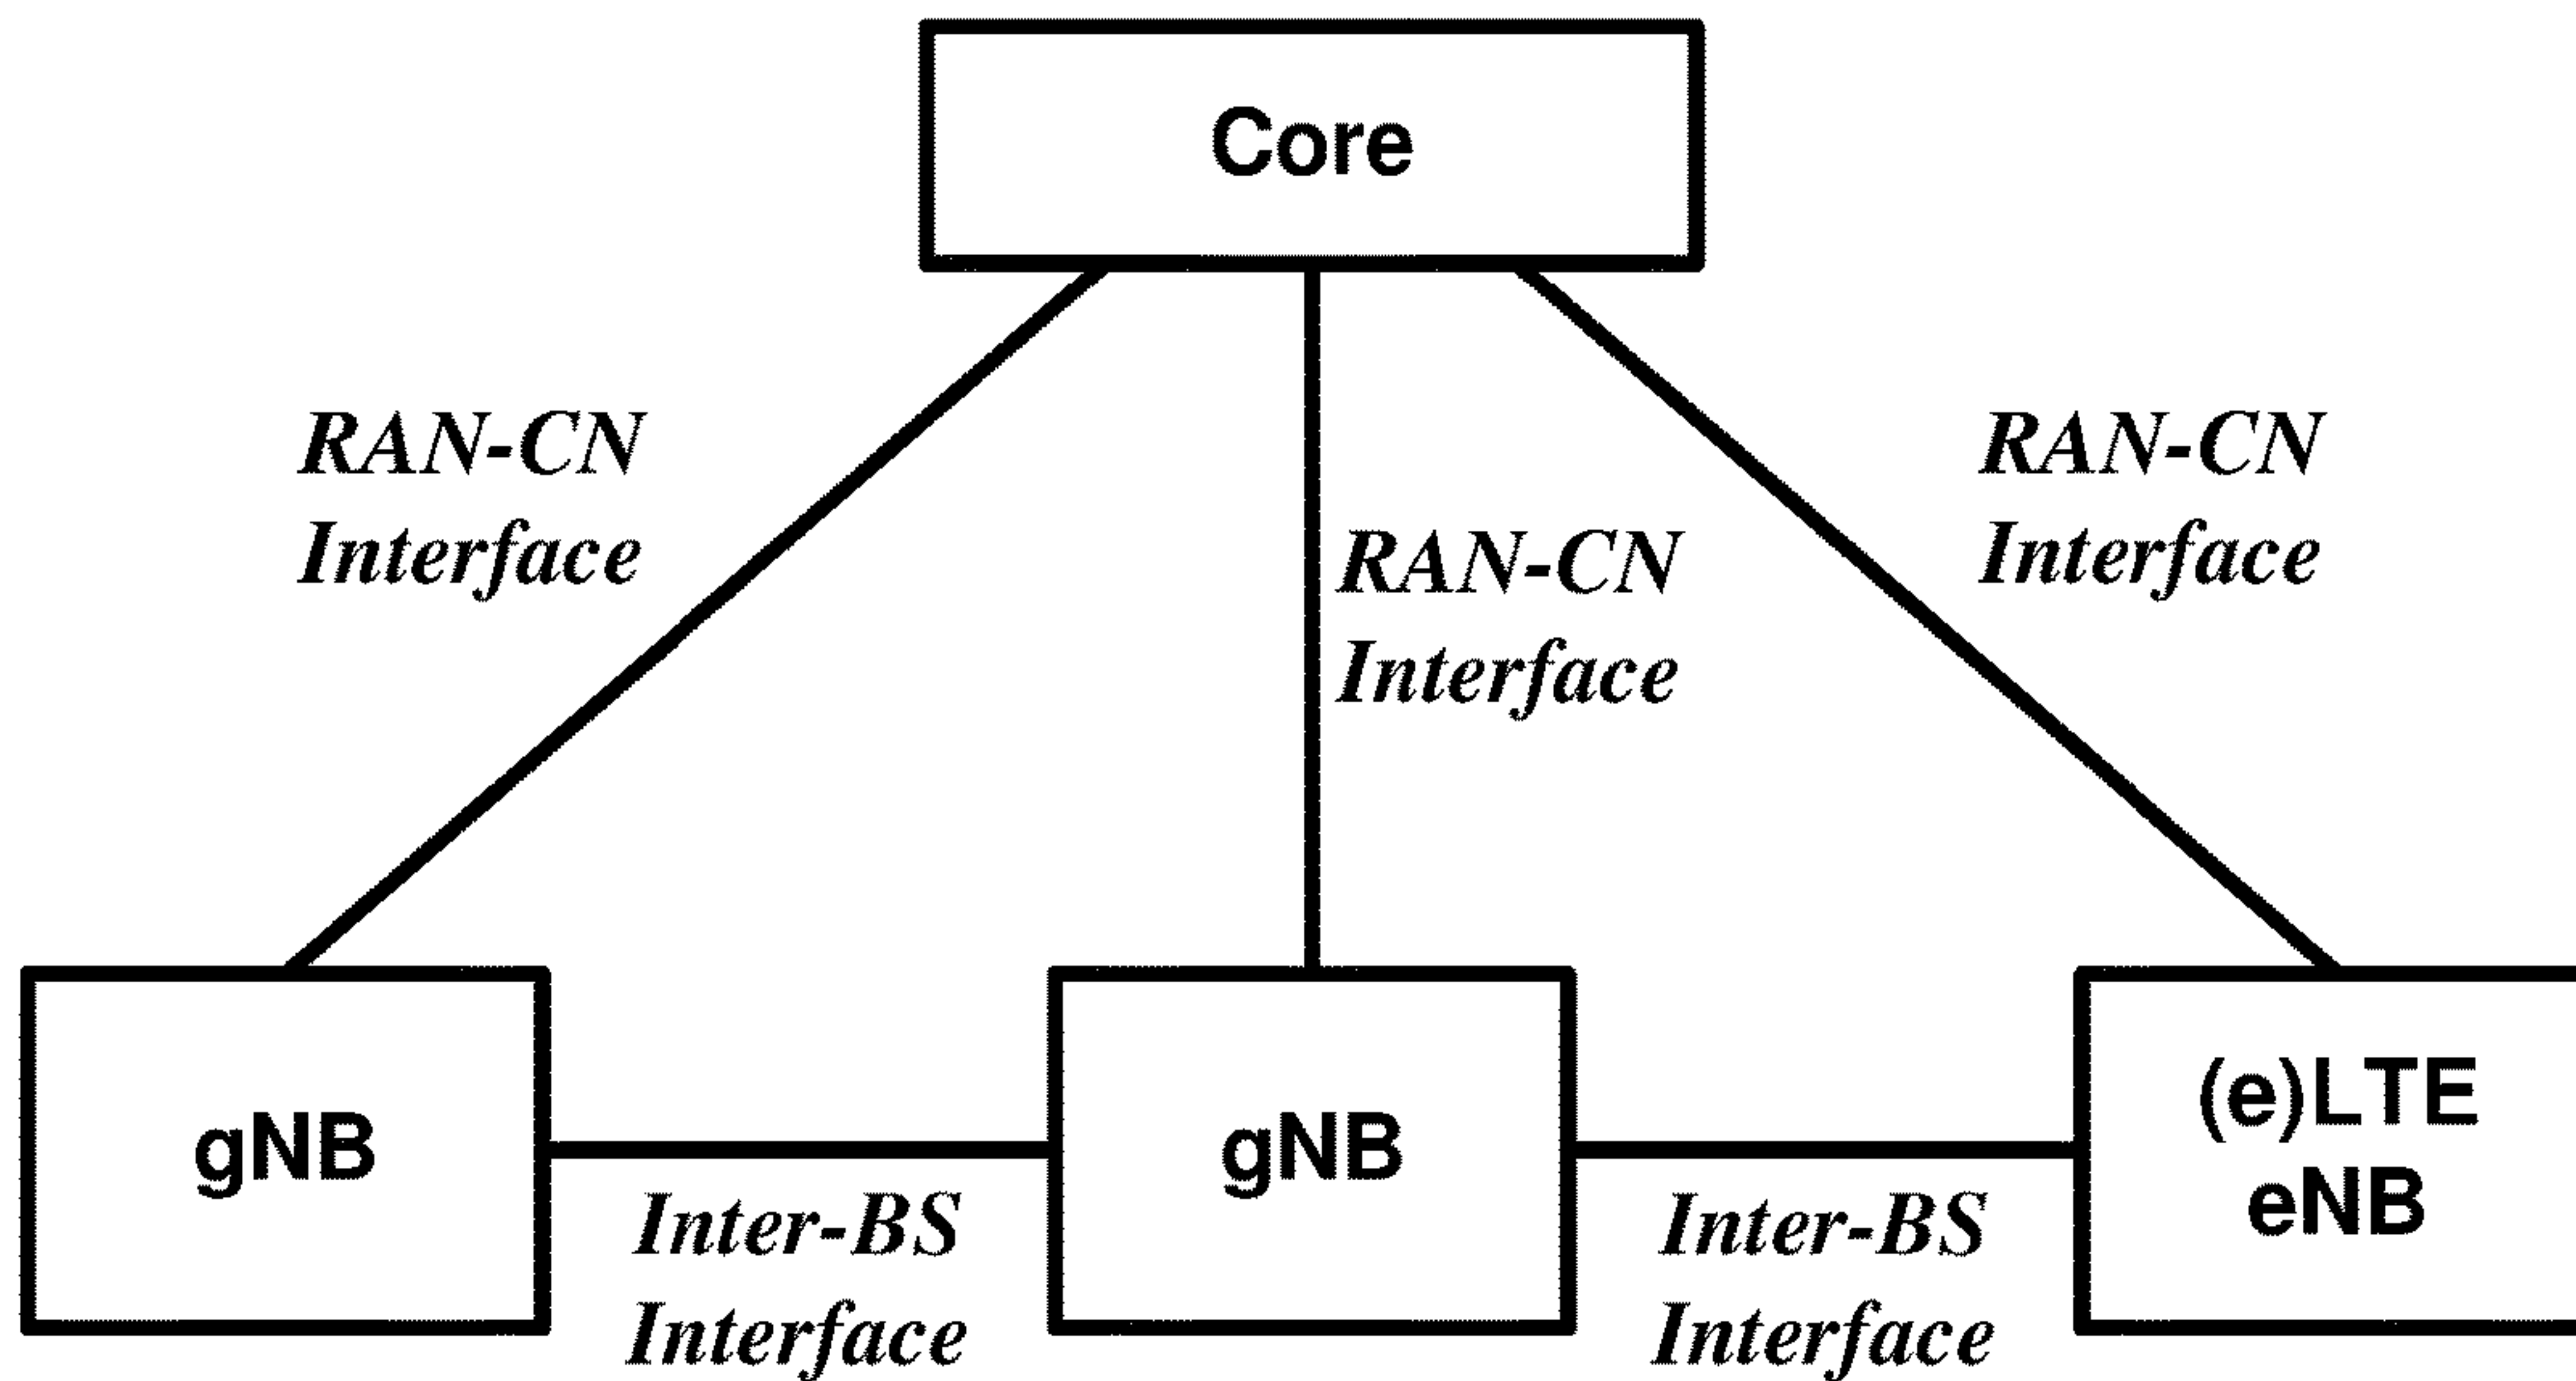 Core
RAN-CN
Interface
RAN-CN
Interface
RAN-CN
Interface
gNB
gNB
(e)LTE
eNB
Inter-BS
Interface
Inter-BS
Interface